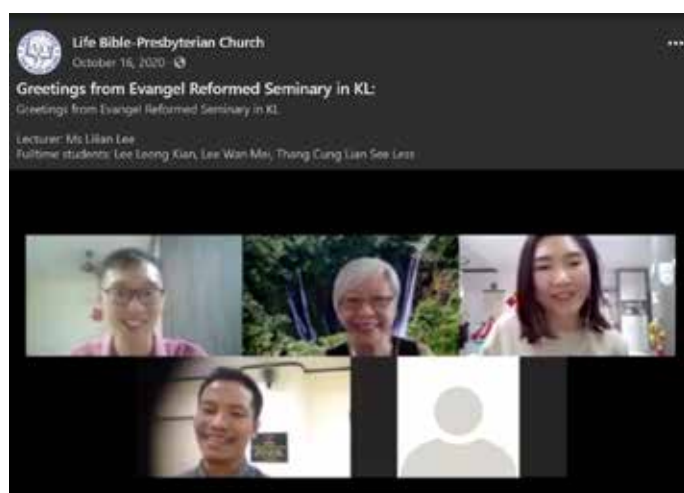 Life Bible-Presbyterian Church
October 16, 2020 ·
Greetings from Evangel Reformed Seminary in KL:
Greetings from Evangel Reformed Seminary in KL
Lecturer: Ms Lilian Lee
Fulltime students: Lee Leong Kian, Lee Wan Mei, Thang Cung Lian See Less